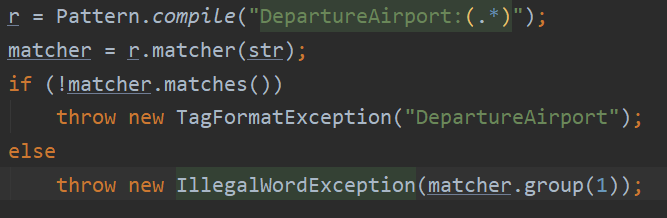 r = Pattern.compile("DepartureAirport:(.*)");
matcher = r.matcher(str);
if (!matcher.matches())
    throw new TagFormatException("DepartureAirport");
else
    throw new IllegalWordException(matcher.group(1));